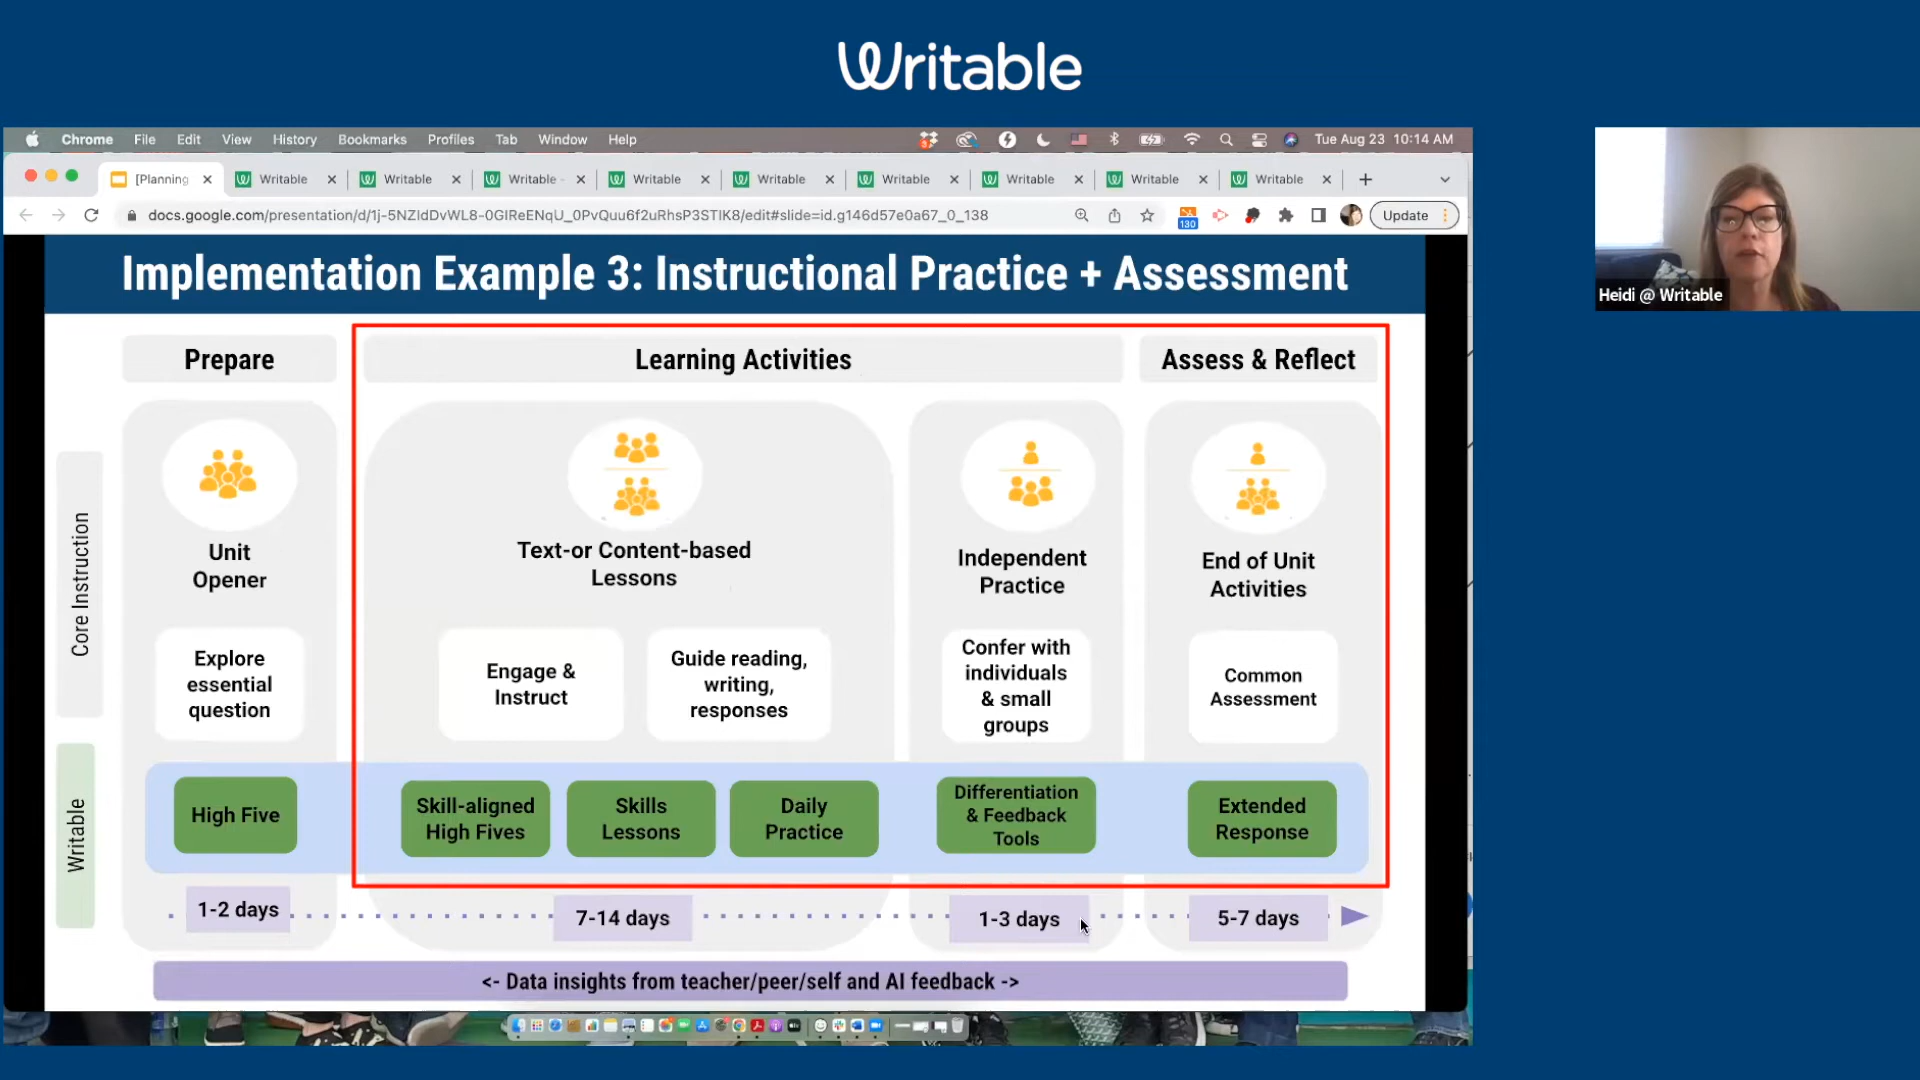 Writable
Chrome File Edit View History Bookmarks Profiles Tab Window Help
Tue Aug 23 10:14 AM
[Planning
Writable
Writable
Writable -
Writable
Writable
Writable
Writable
Writable
Writable
docs.google.com/presentation/d/1j-5NZIdDvWL8-0GIReENqU_0PvQuu6f2uRhsP3STIK8/edit#slide=id.g146d57e0a67_0_138
130
Update
Heidi @ Writable
Implementation Example 3: Instructional Practice + Assessment
Prepare
Learning Activities
Assess & Reflect
Core Instruction
Unit
Opener
Text-or Content-based
Lessons
Independent
Practice
End of Unit
Activities
Explore
essential
question
Engage &
Instruct
Guide reading,
writing,
responses
Confer with
individuals
& small
groups
Common
Assessment
Writable
High Five
Skill-aligned
High Fives
Skills
Lessons
Daily
Practice
Differentiation
& Feedback
Tools
Extended
Response
1-2 days
7-14 days
1-3 days
5-7 days
<- Data insights from teacher/peer/self and AI feedback ->